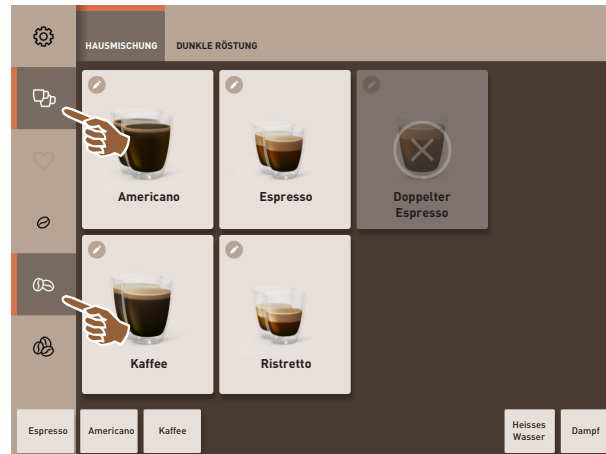 HAUSMISCHUNG DUNKLE RÖSTUNG
Americano
Espresso
Doppelter
Espresso
Kaffee
Ristretto
Espresso
Americano
Kaffee
Heisses
Wasser
Dampf